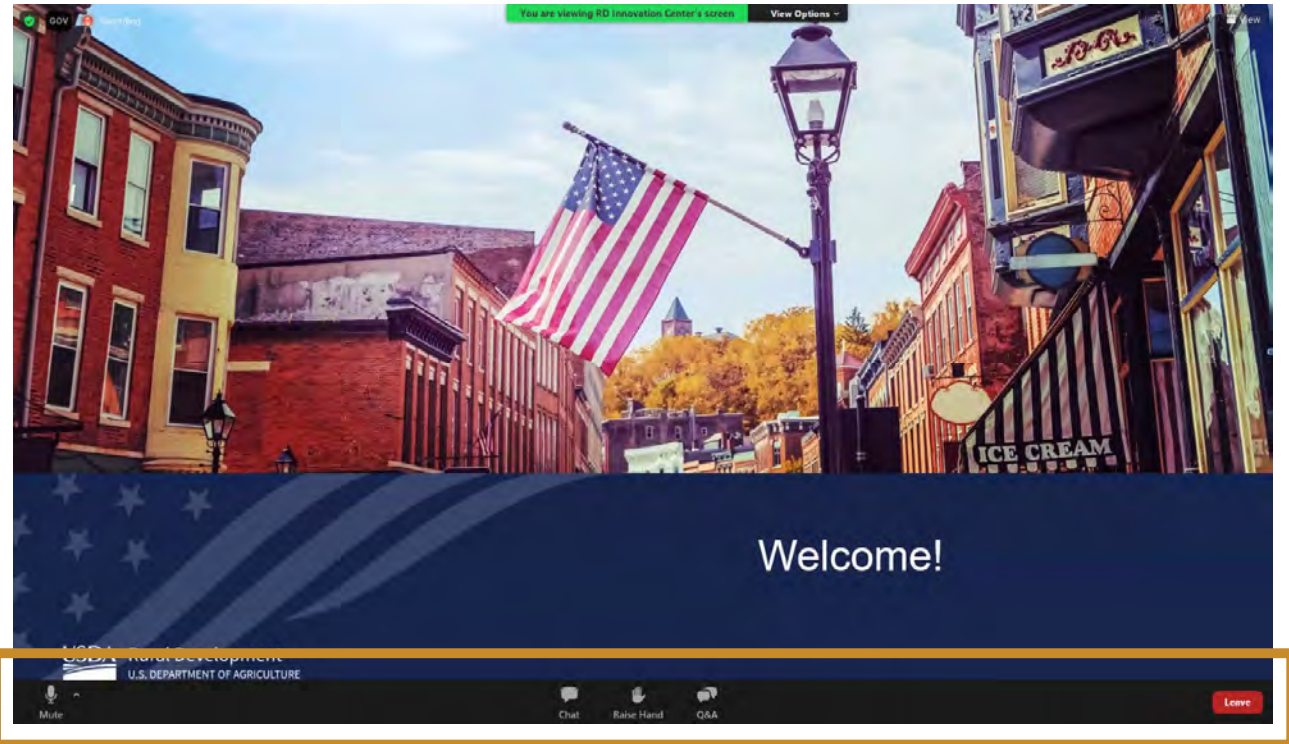 GOV
You are viewing RD Innovation Center's screen
View Options
View
ICE CREAM
Welcome!
USDA Rural Development
U.S. DEPARTMENT OF AGRICULTURE
Mute
Chat
Raise Hand
Q&A
Leave